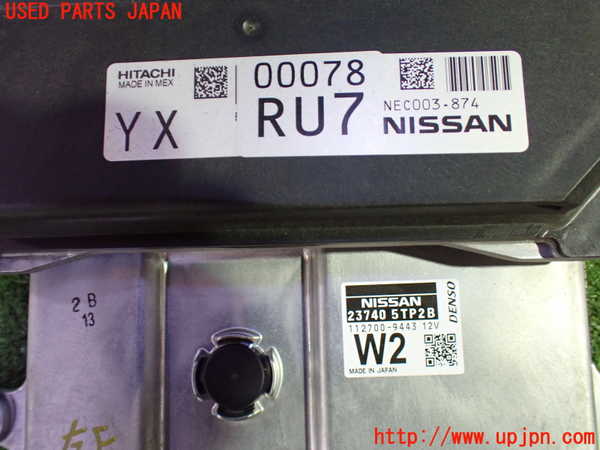 USED PARTS JAPAN
HITACHI
MADE IN MEX
00078
YX
RU7
NEC003-874
NISSAN
2 B
13
NISSAN
23740 5TP2B
112700-9443 12V
DENSO
W2
MADE IN JAPAN
http://www.upjpn.com